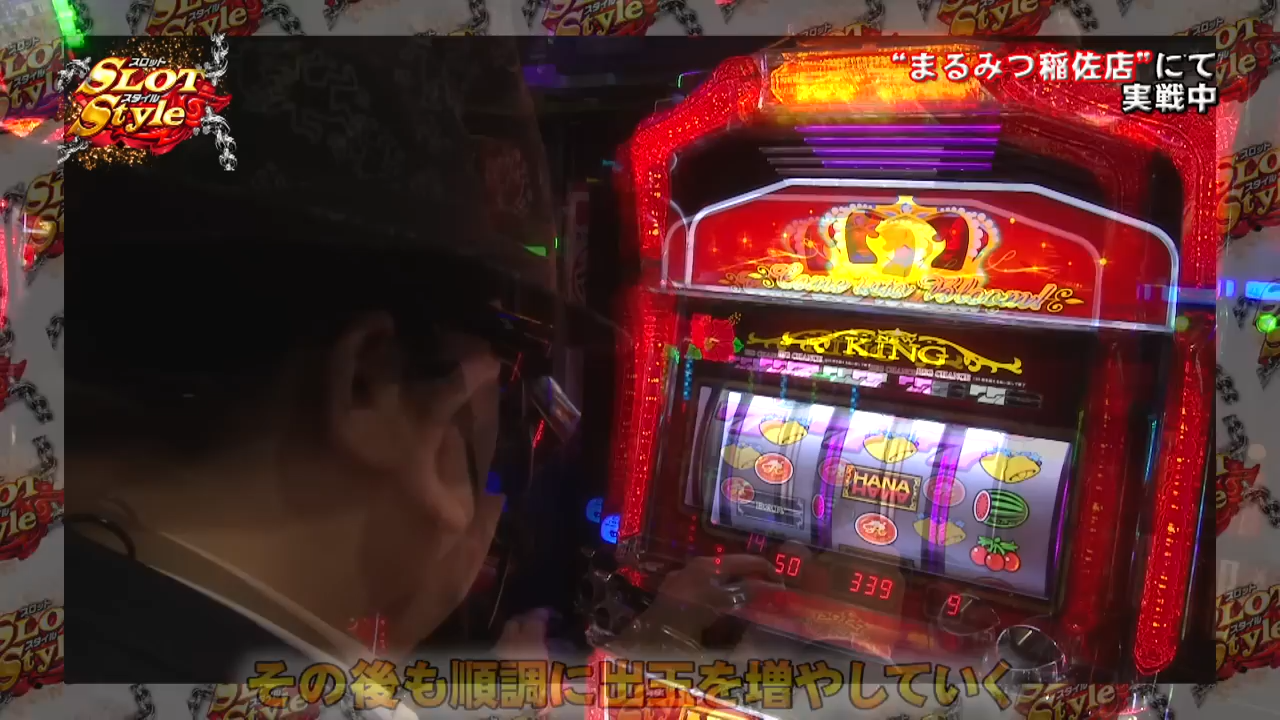 スロット
SLOT
スタイル
Style
“まるみつ稲佐店”にて
実戦中
KING
HANA
50
339
9
その後も順調に出玉を増やしていく